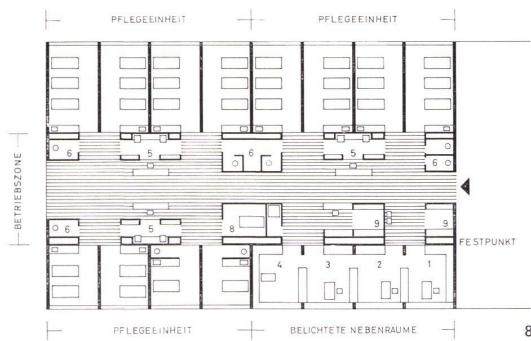 PFLEGEEINHEIT PFLEGEEINHEIT
6 5 6 5 6
BETRIEBSZONE
6 5 8 9 9
FESTPUNKT
4 3 2 1
PFLEGEEINHEIT BELICHTETE NEBENRÄUME
8